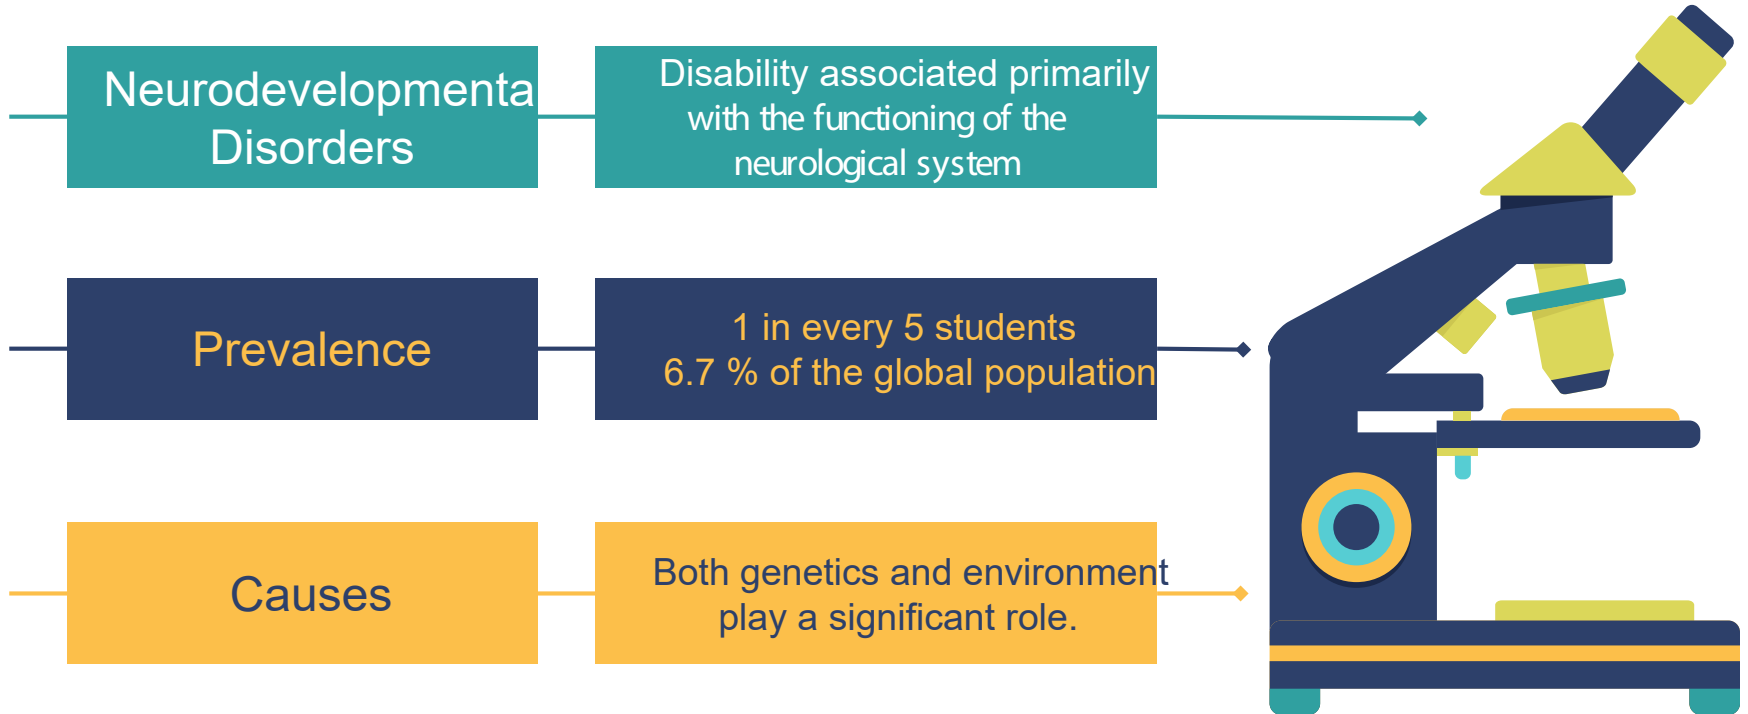 Neurodevelopmenta
Disorders
Disability associated primarily
with the functioning of the
neurological system
Prevalence
1 in every 5 students
6.7 % of the global population
Causes
Both genetics and environment
play a significant role.